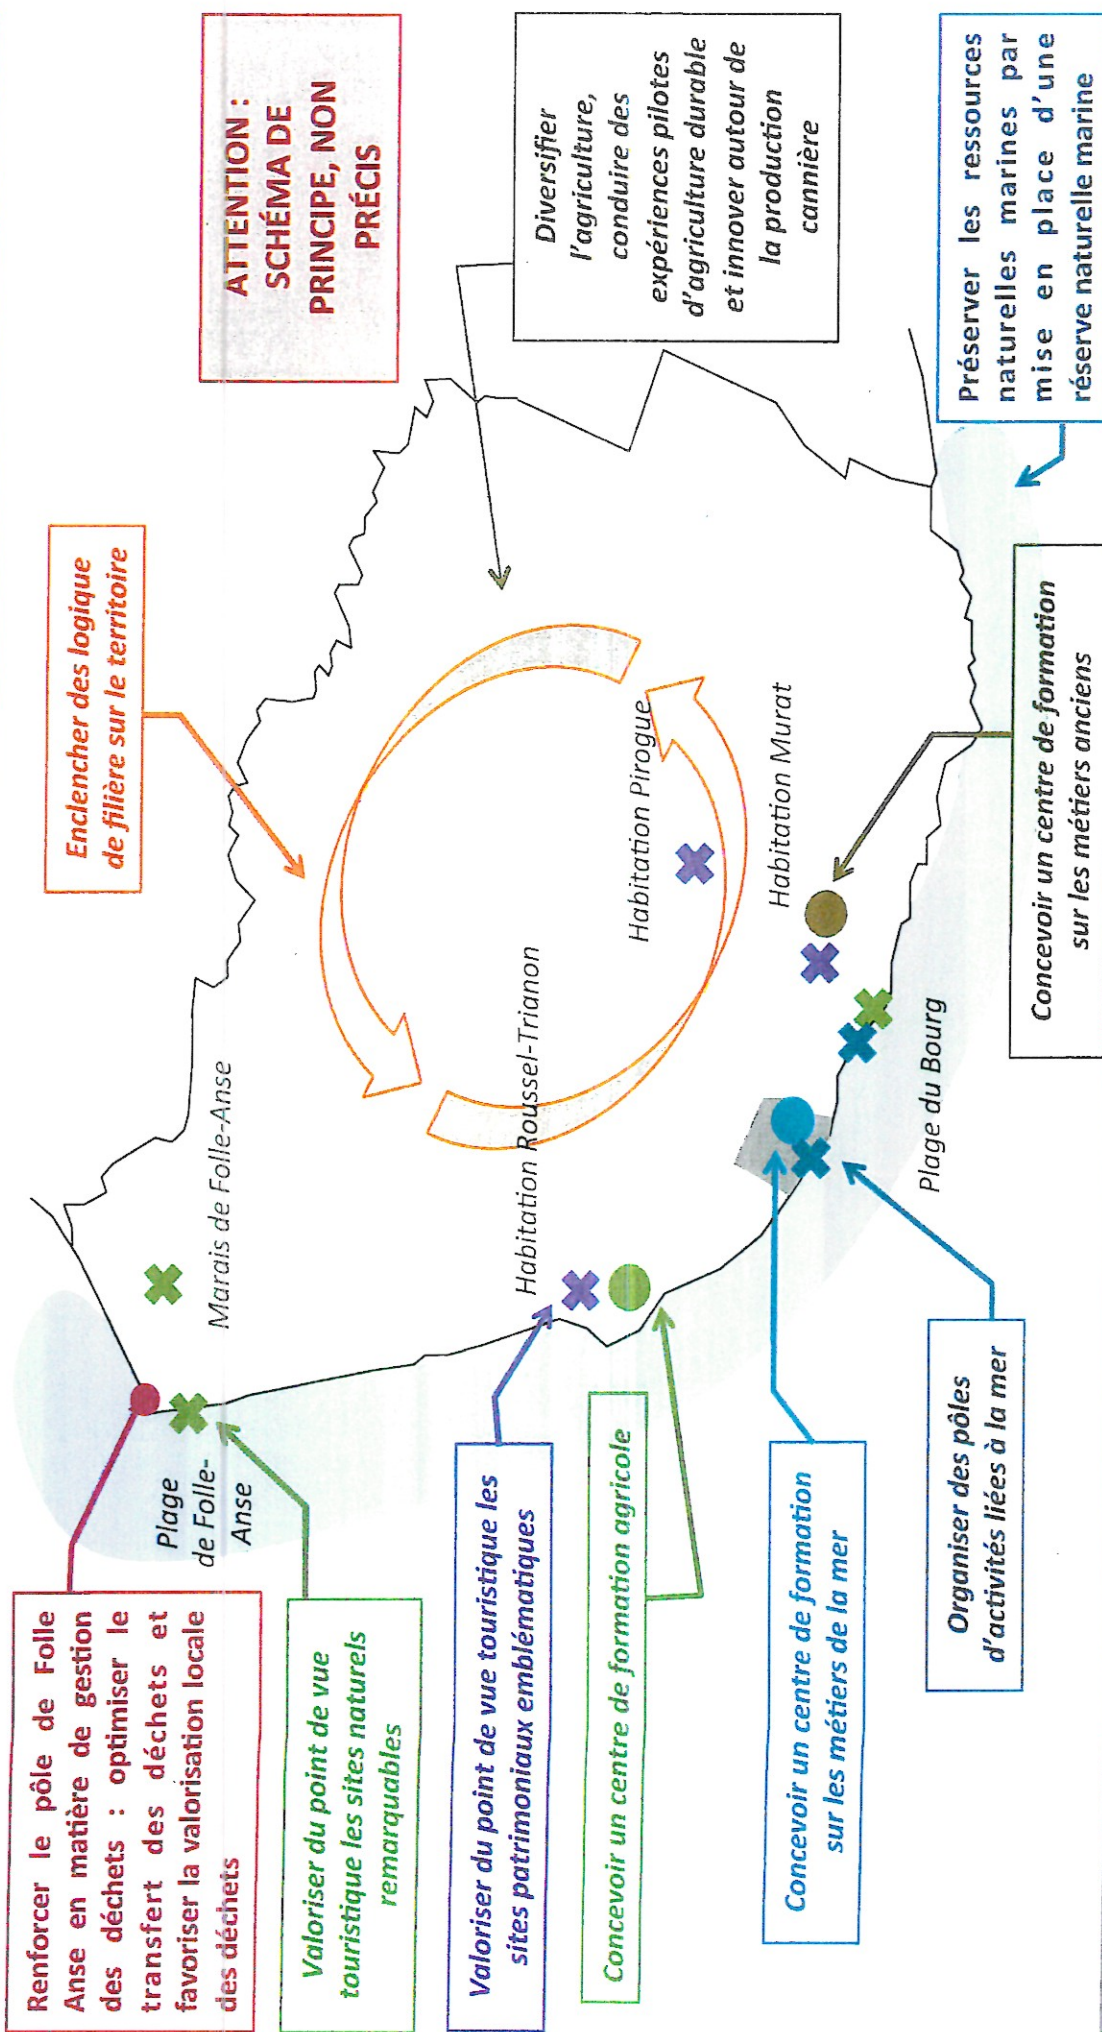 Renforcer le pôle de Folle
Anse en matière de gestion
des déchets : optimiser le
transfert des déchets et
favoriser la valorisation locale
des déchets
Valoriser du point de vue
touristique les sites naturels
remarquables
Valoriser du point de vue touristique les
sites patrimoniaux emblématiques
Concevoir un centre de formation agricole
Concevoir un centre de formation
sur les métiers de la mer
Organiser des pôles
d'activités liées à la mer
Plage
de Folle-
Anse
Marais de Folle-Anse
Habitation Roussel-Trianon
Plage du Bourg
Enclencher des logique
de filière sur le territoire
Habitation Pirogue
Habitation Murat
Concevoir un centre de formation
sur les métiers anciens
ATTENTION :
SCHÉMA DE
PRINCIPE, NON
PRÉCIS
Diversifier
l'agriculture,
conduire des
expériences pilotes
d'agriculture durable
et innover autour de
la production
cannière
Préserver les ressources
naturelles marines par
mise en place d'une
réserve naturelle marine